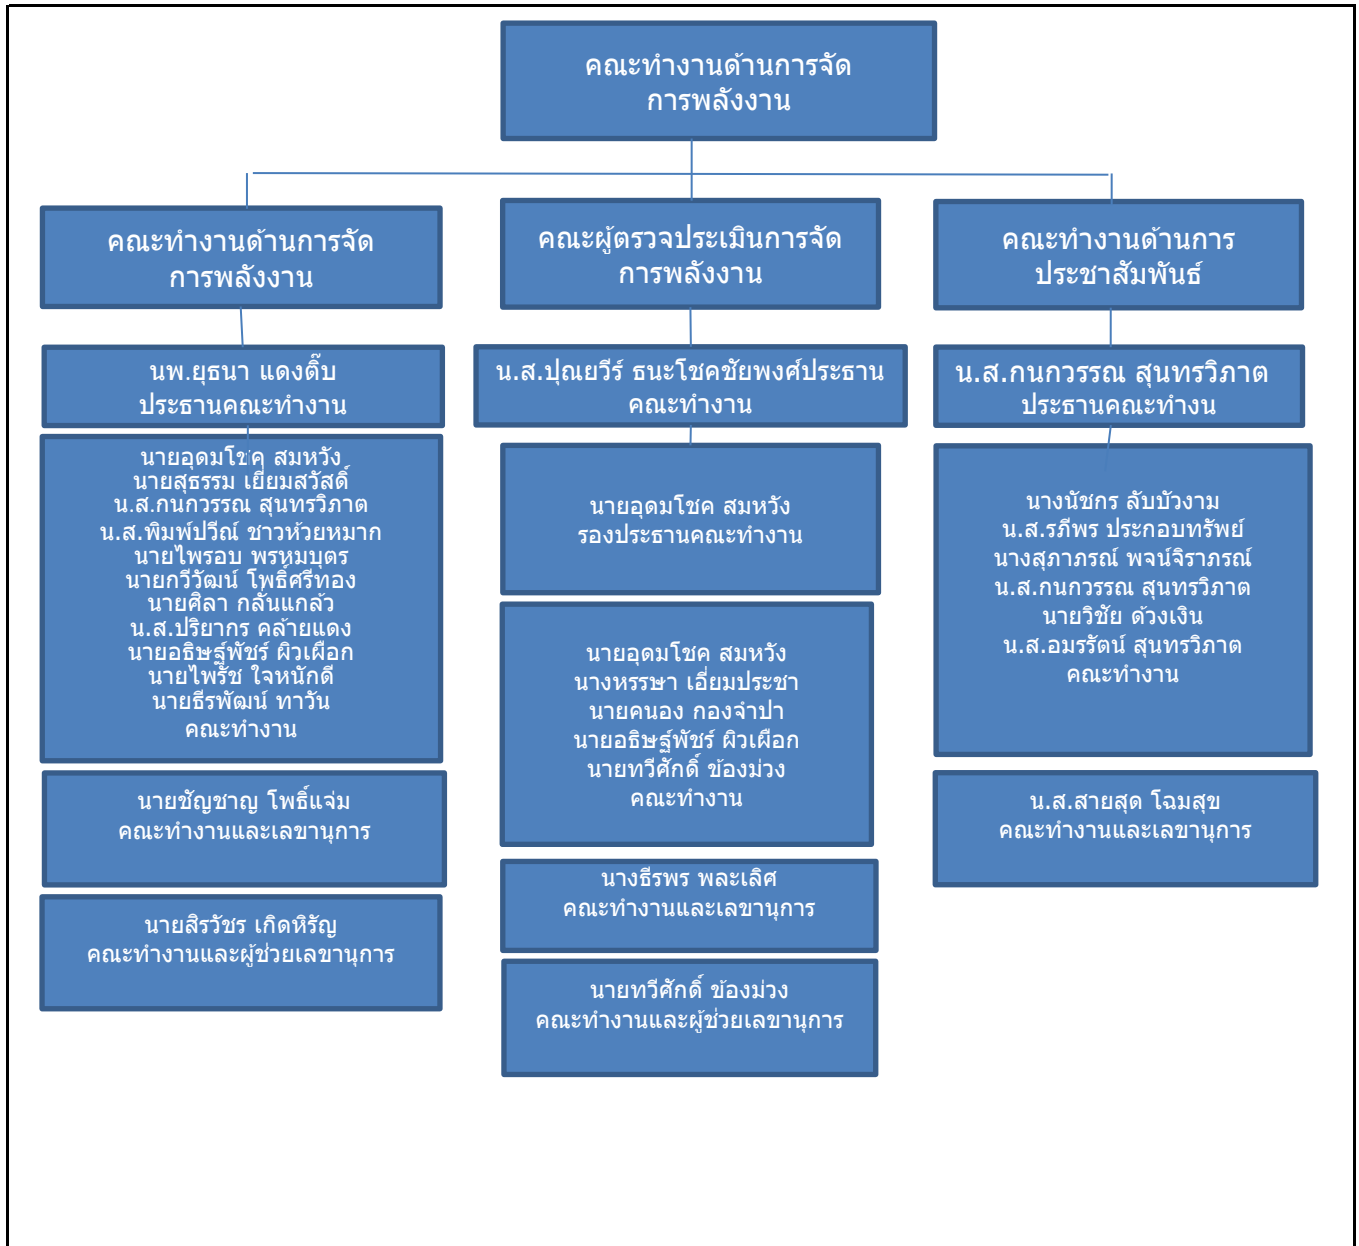 คณะทำงานด้านการจัด
การพลังงาน
คณะทำงานด้านการจัด
การพลังงาน
นพ.ยุธนา แดงติ๊บ
ประธานคณะทำงาน
นายอุดมโชค สมหวัง
นายสุธรรม เยี่ยมสวัสดิ์
น.ส.กนกวรรณ สุนทรวิภาต
น.ส.พิมพ์ปวีณ์ ชาวห้วยหมาก
นายไพรอบ พรหมบุตร
นายกวีวัฒน์ โพธิ์ศรีทอง
นายศิลา กลั่นแกล้ว
น.ส.ปริยากร คล้ายแดง
นายอธิษฐ์พัชร์ ผิวเผือก
นายไพรัช ใจหนักดี
นายธีรพัฒน์ ทาวัน
คณะทำงาน
นายชัญชาญ โพธิ์แจ่ม
คณะทำงานและเลขานุการ
นายสิรวัชร เกิดหิรัญ
คณะทำงานและผู้ช่วยเลขานุการ
คณะผู้ตรวจประเมินการจัด
การพลังงาน
น.ส.ปุณยวีร์ ธนะโชคชัยพงศ์ประธาน
คณะทำงาน
นายอุดมโชค สมหวัง
รองประธานคณะทำงาน
นายอุดมโชค สมหวัง
นางหรรษา เอี่ยมประชา
นายคนอง กองจำปา
นายอธิษฐ์พัชร์ ผิวเผือก
นายทวีศักดิ์ ข้องม่วง
คณะทำงาน
นางธีรพร พละเลิศ
คณะทำงานและเลขานุการ
นายทวีศักดิ์ ข้องม่วง
คณะทำงานและผู้ช่วยเลขานุการ
คณะทำงานด้านการ
ประชาสัมพันธ์
น.ส.กนกวรรณ สุนทรวิภาต
ประธานคณะทำงน
นางนัชกร ลับบัวงาม
น.ส.รภีพร ประกอบทรัพย์
นางสุภาภรณ์ พจน์จิราภรณ์
น.ส.กนกวรรณ สุนทรวิภาต
นายวิชัย ด้วงเงิน
น.ส.อมรรัตน์ สุนทรวิภาต
คณะทำงาน
น.ส.สายสุด โฉมสุข
คณะทำงานและเลขานุการ